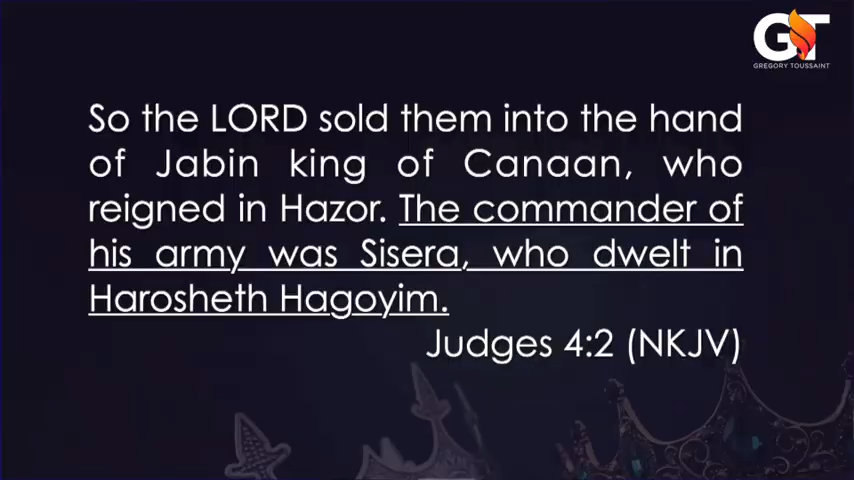 GT
GREGORY TOUSSAINT
So the LORD sold them into the hand
of Jabin king of Canaan, who
reigned in Hazor. The commander of
his army was Sisera, who dwelt in
Harosheth Hagoyim.
Judges 4:2 (NKJV)